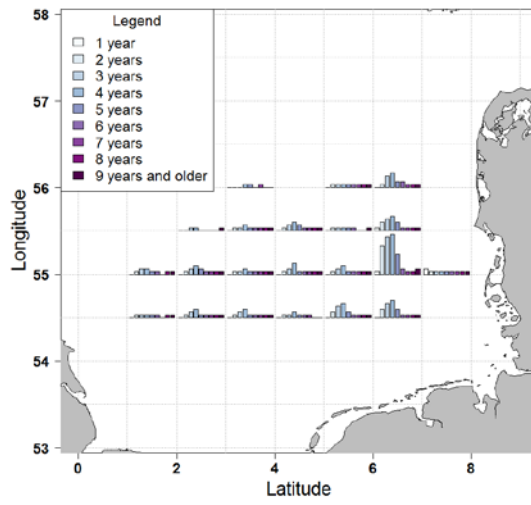 Legend
1 year
2 years
3 years
4 years
5 years
6 years
7 years
8 years
9 years and older
58
57
56
55
54
53
Longitude
0 2 4 6 8
Latitude